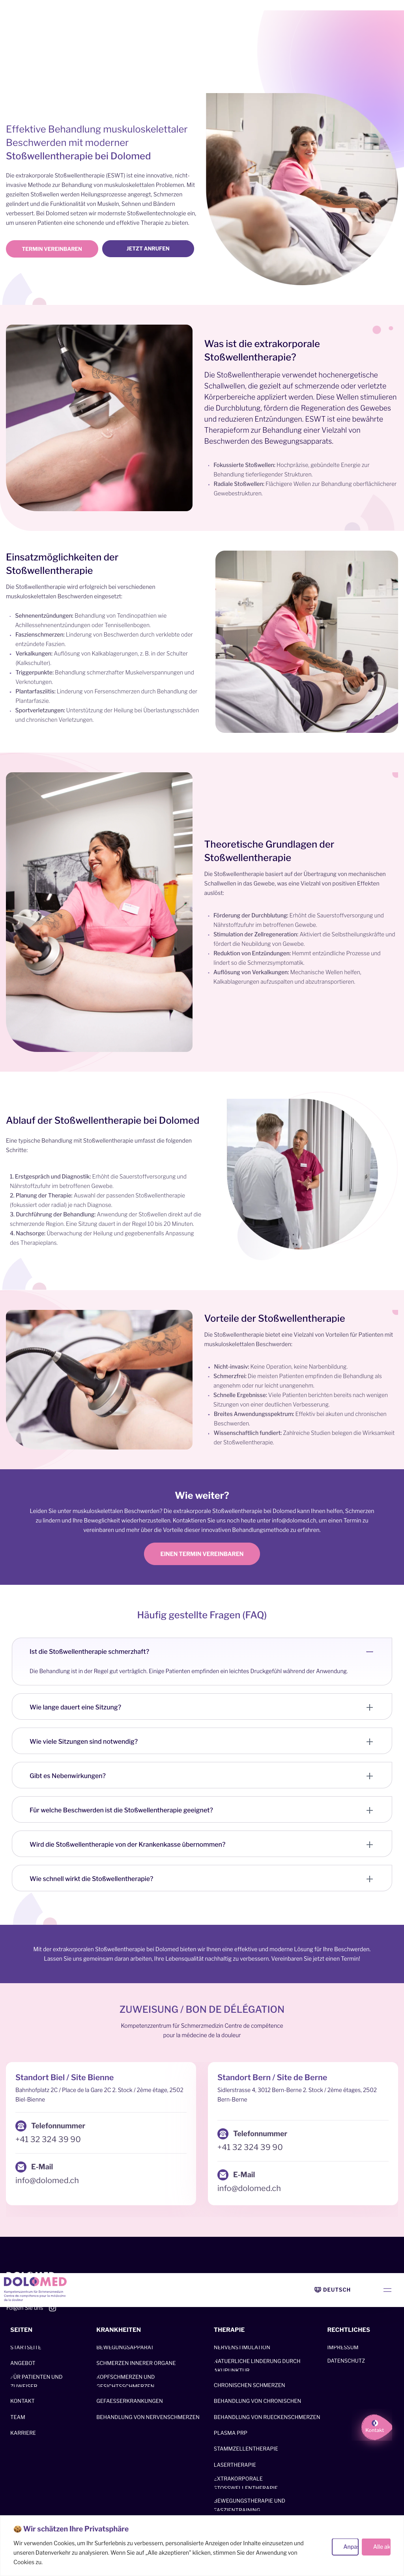 Effektive Behandlung muskuloskelettaler
Beschwerden mit moderner
Stoßwellentherapie bei Dolomed
Die extrakorporale Stoßwellentherapie (ESWT) ist eine innovative, nicht-
invasive Methode zur Behandlung von muskuloskelettalen Problemen. Mit
gezielten Stoßwellen werden Heilungsprozesse angeregt, Schmerzen
gelindert und die Funktionalität von Muskeln, Sehnen und Bändern
verbessert. Bei Dolomed setzen wir modernste Stoßwellentechnologie ein,
um unseren Patienten eine schonende und effektive Therapie zu bieten.
TERMIN VEREINBAREN
JETZT ANRUFEN
Was ist die extrakorporale
Stoßwellentherapie?
Die Stoßwellentherapie verwendet hochenergetische
Schallwellen, die gezielt auf schmerzende oder verletzte
Körperbereiche appliziert werden. Diese Wellen stimulieren
die Durchblutung, fördern die Regeneration des Gewebes
und reduzieren Entzündungen. ESWT ist eine bewährte
Therapieform zur Behandlung einer Vielzahl von
Beschwerden des Bewegungsapparats.
Fokussierte Stoßwellen: Hochpräzise, gebündelte Energie zur
Behandlung tieferliegender Strukturen.
Radiale Stoßwellen: Flächigere Wellen zur Behandlung oberflächlicherer
Gewebestrukturen.
Einsatzmöglichkeiten der
Stoßwellentherapie
Die Stoßwellentherapie wird erfolgreich bei verschiedenen
muskuloskelettalen Beschwerden eingesetzt:
Sehnenentzündungen: Behandlung von Tendinopathien wie
Achillessehnenentzündungen oder Tennisellenbogen.
Faszienschmerzen: Linderung von Beschwerden durch verklebte oder
entzündete Faszien.
Verkalkungen: Auflösung von Kalkablagerungen, z. B. in der Schulter
(Kalkschulter).
Triggerpunkte: Behandlung schmerzhafter Muskelverspannungen und
Verknotungen.
Plantarfasziitis: Linderung von Fersenschmerzen durch Behandlung der
Plantarfaszie.
Sportverletzungen: Unterstützung der Heilung bei Überlastungsschäden
und chronischen Verletzungen.
Theoretische Grundlagen der
Stoßwellentherapie
Die Stoßwellentherapie basiert auf der Übertragung von mechanischen
Schallwellen in das Gewebe, was eine Vielzahl von positiven Effekten
auslöst:
Förderung der Durchblutung: Erhöht die Sauerstoffversorgung und
Nährstoffzufuhr im betroffenen Gewebe.
Stimulation der Zellregeneration: Aktiviert die Selbstheilungskräfte und
fördert die Neubildung von Gewebe.
Reduktion von Entzündungen: Hemmt entzündliche Prozesse und
lindert so die Schmerzsymptomatik.
Auflösung von Verkalkungen: Mechanische Wellen helfen,
Kalkablagerungen aufzuspalten und abzutransportieren.
Ablauf der Stoßwellentherapie bei Dolomed
Eine typische Behandlung mit Stoßwellentherapie umfasst die folgenden
Schritte:
1. Erstgespräch und Diagnostik: Erhöht die Sauerstoffversorgung und
Nährstoffzufuhr im betroffenen Gewebe.
2. Planung der Therapie: Auswahl der passenden Stoßwellentherapie
(fokussiert oder radial) je nach Diagnose.
3. Durchführung der Behandlung: Anwendung der Stoßwellen direkt auf die
schmerzende Region. Eine Sitzung dauert in der Regel 10 bis 20 Minuten.
4. Nachsorge: Überwachung der Heilung und gegebenenfalls Anpassung
des Therapieplans.
Vorteile der Stoßwellentherapie
Die Stoßwellentherapie bietet eine Vielzahl von Vorteilen für Patienten mit
muskuloskelettalen Beschwerden:
Nicht-invasiv: Keine Operation, keine Narbenbildung.
Schmerzfrei: Die meisten Patienten empfinden die Behandlung als
angenehm oder nur leicht unangenehm.
Schnelle Ergebnisse: Viele Patienten berichten bereits nach wenigen
Sitzungen von einer deutlichen Verbesserung.
Breites Anwendungsspektrum: Effektiv bei akuten und chronischen
Beschwerden.
Wissenschaftlich fundiert: Zahlreiche Studien belegen die Wirksamkeit
der Stoßwellentherapie.
Wie weiter?
Leiden Sie unter muskuloskelettalen Beschwerden? Die extrakorporale Stoßwellentherapie bei Dolomed kann Ihnen helfen, Schmerzen
zu lindern und Ihre Beweglichkeit wiederherzustellen. Kontaktieren Sie uns noch heute unter info@dolomed.ch, um einen Termin zu
vereinbaren und mehr über die Vorteile dieser innovativen Behandlungsmethode zu erfahren.
EINEN TERMIN VEREINBAREN
Häufig gestellte Fragen (FAQ)
Ist die Stoßwellentherapie schmerzhaft?
Die Behandlung ist in der Regel gut verträglich. Einige Patienten empfinden ein leichtes Druckgefühl während der Anwendung.
Wie lange dauert eine Sitzung?
Wie viele Sitzungen sind notwendig?
Gibt es Nebenwirkungen?
Für welche Beschwerden ist die Stoßwellentherapie geeignet?
Wird die Stoßwellentherapie von der Krankenkasse übernommen?
Wie schnell wirkt die Stoßwellentherapie?
Mit der extrakorporalen Stoßwellentherapie bei Dolomed bieten wir Ihnen eine effektive und moderne Lösung für Ihre Beschwerden.
Lassen Sie uns gemeinsam daran arbeiten, Ihre Lebensqualität nachhaltig zu verbessern. Vereinbaren Sie jetzt einen Termin!
ZUWEISUNG / BON DE DÉLÉGATION
Kompetenzzentrum für Schmerzmedizin Centre de compétence
pour la médecine de la douleur
Standort Biel / Site Bienne
Bahnhofplatz 2C / Place de la Gare 2C 2. Stock / 2ème étage, 2502
Biel-Bienne
Telefonnummer
+41 32 324 39 90
E-Mail
info@dolomed.ch
Standort Bern / Site de Berne
Sidlerstrasse 4, 3012 Bern-Berne 2. Stock / 2ème étages, 2502
Bern-Berne
Telefonnummer
+41 32 324 39 90
E-Mail
info@dolomed.ch
DOLOMED
DEUTSCH
Folgen Sie uns
SEITEN
STARTSEITE
ANGEBOT
FÜR PATIENTEN UND
ZUWEISER
KONTAKT
TEAM
KARRIERE
KRANKHEITEN
BEWEGUNGSAPPARAT
SCHMERZEN INNERER ORGANE
KOPFSCHMERZEN UND
GESICHTSSCHMERZEN
GEFAESSERKRANKUNGEN
BEHANDLUNG VON NERVENSCHMERZEN
THERAPIE
NERVENSTIMULATION
NATUERLICHE LINDERUNG DURCH
AKUPUNKTUR
CHRONISCHEN SCHMERZEN
BEHANDLUNG VON CHRONISCHEN
BEHANDLUNG VON RUECKENSCHMERZEN
PLASMA PRP
STAMMZELLENTHERAPIE
LASERTHERAPIE
EXTRAKORPORALE
STOSSWELLENTHERAPIE
BEWEGUNGSTHERAPIE UND
FASZIENTRAINING
RECHTLICHES
IMPRESSUM
DATENSCHUTZ
Kontakt
Wir schätzen Ihre Privatsphäre
Wir verwenden Cookies, um Ihr Surferlebnis zu verbessern, personalisierte Anzeigen oder Inhalte einzusetzen und
unseren Datenverkehr zu analysieren. Wenn Sie auf „Alle akzeptieren" klicken, stimmen Sie der Anwendung von
Cookies zu.
Anpa
Alle ak